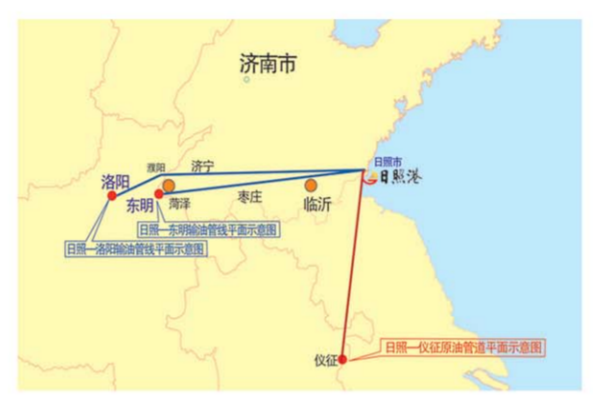 济南市
日照市
日照港
濮阳
济宁
洛阳
东明
菏泽
枣庄
临沂
日照—东明输油管线平面示意图
日照—洛阳输油管线平面示意图
仪征
日照—仪征原油管道平面示意图